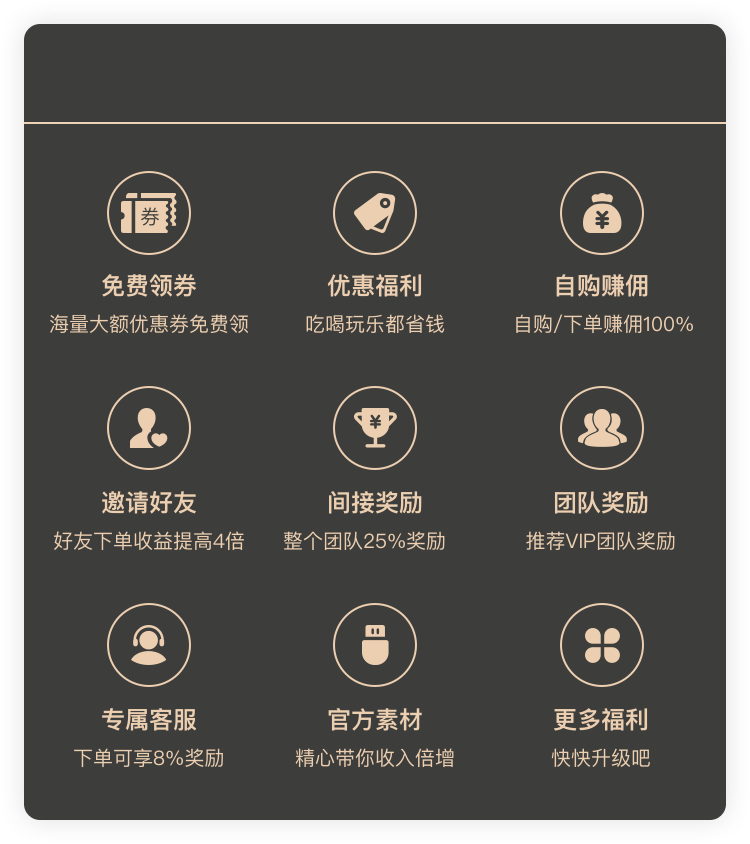 券
¥
免费领券
优惠福利
自购赚佣
海量大额优惠券免费领
吃喝玩乐都省钱
自购/下单赚佣100%
¥
邀请好友
间接奖励
团队奖励
好友下单收益提高4倍
整个团队25%奖励
推荐VIP团队奖励
专属客服
官方素材
更多福利
下单可享8%奖励
精心带你收入倍增
快快升级吧